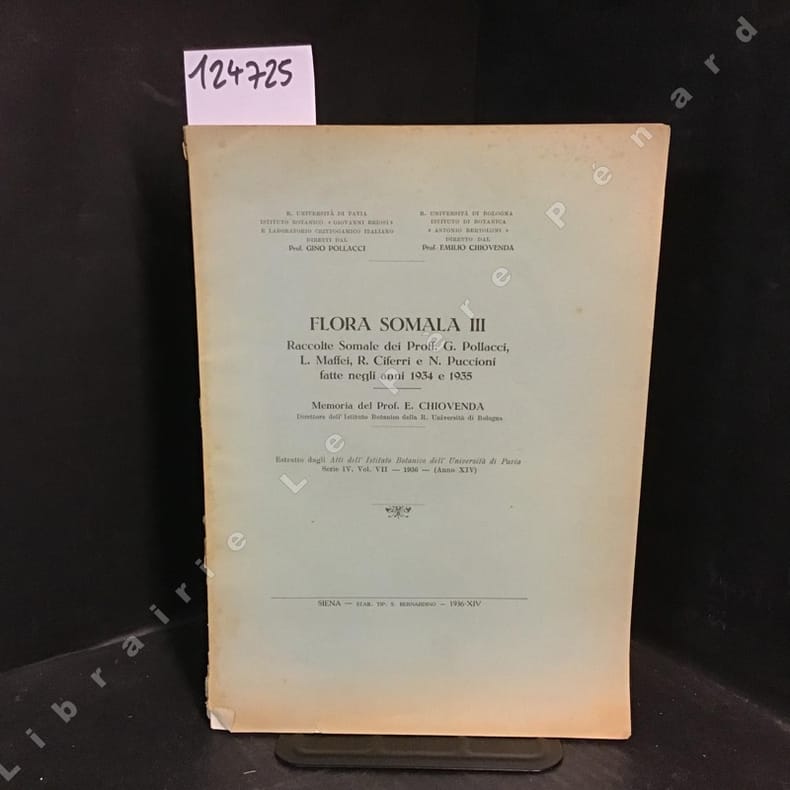 124725
R. UNIVERSITÀ DI PAVIA
ISTITUTO BOTANICO « GIOVANNI BRIOSI »
E LABORATORIO CRITTOGAMICO ITALIANO
DIRETTI DAL
Prof. GINO POLLACCI
R. UNIVERSITÀ DI BOLOGNA
ISTITUTO DI BOTANICA
« ANTONIO BERTOLONI »
DIRETTO DAL
Prof. EMILIO CHIOVENDA
FLORA SOMALA III
Raccolte Somale dei Proff. G. Pollacci,
L. Maffei, R. Ciferri e N. Puccioni
fatte negli anni 1934 e 1935
Memoria del Prof. E. CHIOVENDA
Direttore dell'Istituto Botanico della R. Università di Bologna
Estratto dagli Atti dell'Istituto Botanico dell'Università di Pavia
Serie IV, Vol. VII — 1936 — (Anno XIV)
SIENA — STAB. TIP. S. BERNARDINO — 1936-XIV
Librairie Le Père Pénard